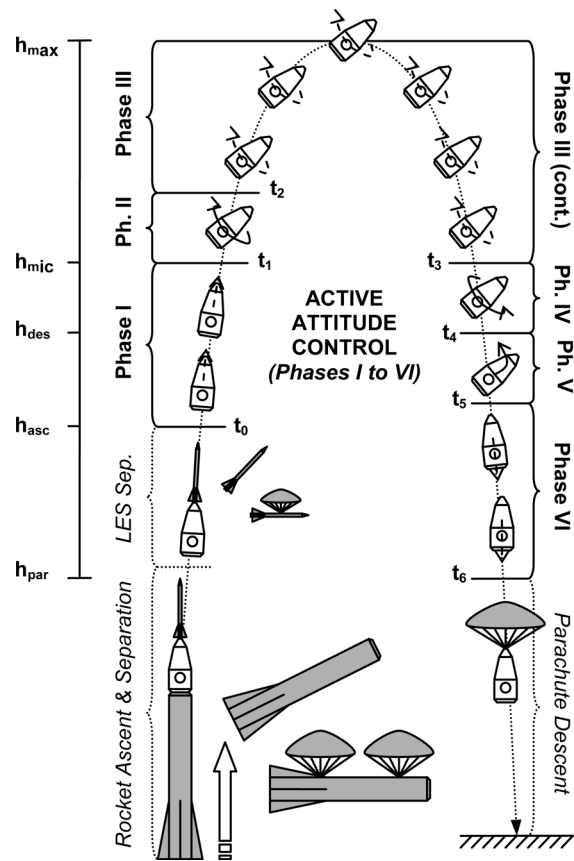 hmax
hmic
hdes
hasc
hpar
Phase III
Ph. II
Phase I
LES Sep.
Rocket Ascent & Separation
t2
t1
t0
ACTIVE
ATTITUDE
CONTROL
(Phases I to VI)
t3
t4
t5
t6
Phase III (cont.)
Ph. IV
Ph. V
Phase VI
Parachute Descent